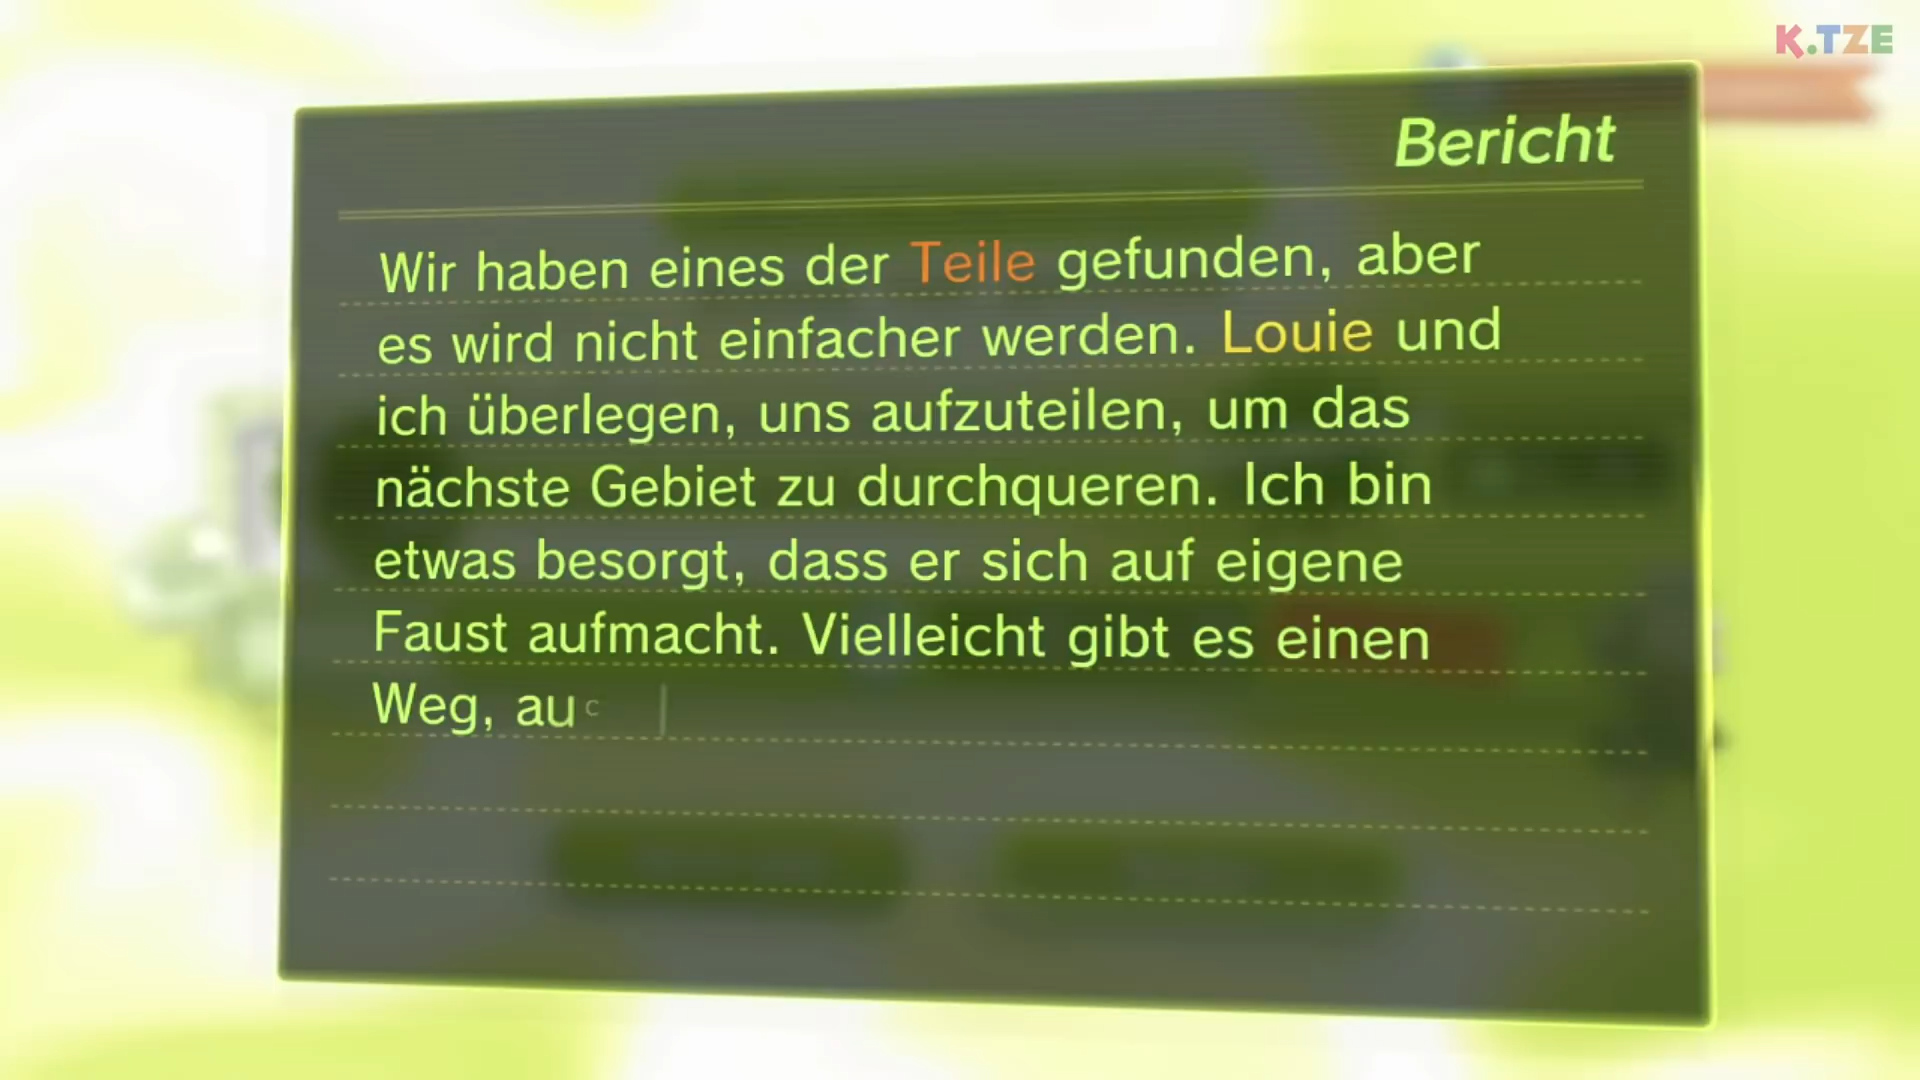 K.TZE
Bericht
Wir haben eines der Teile gefunden, aber
es wird nicht einfacher werden. Louie und
ich überlegen, uns aufzuteilen, um das
nächste Gebiet zu durchqueren. Ich bin
etwas besorgt, dass er sich auf eigene
Faust aufmacht. Vielleicht gibt es einen
Weg, auc